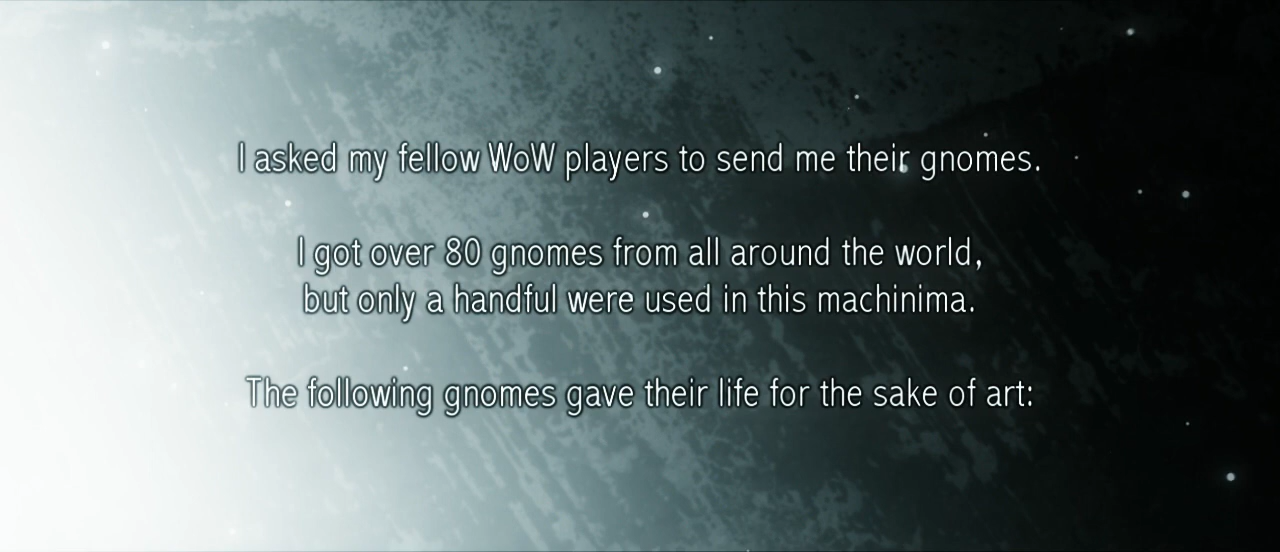 I asked my fellow WoW players to send me their gnomes.
I got over 80 gnomes from all around the world,
but only a handful were used in this machinima.
The following gnomes gave their life for the sake of art: